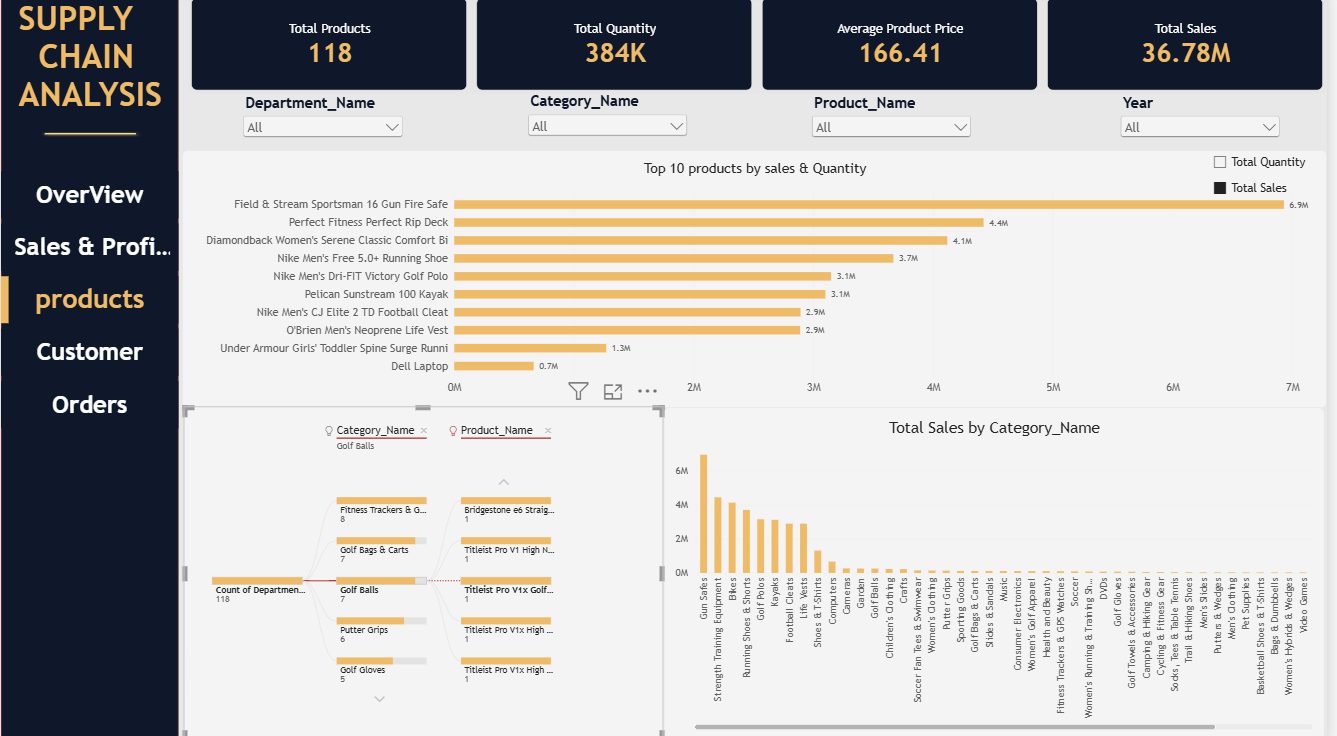 SUPPLY
CHAIN
ANALYSIS
OverView
Sales & Profi...
products
Customer
Orders
Total Products
118
Total Quantity
384K
Average Product Price
166.41
Total Sales
36.78M
Department_Name
All
Category_Name
All
Product_Name
All
Year
All
Top 10 products by sales & Quantity
Total Quantity
Total Sales
Field & Stream Sportsman 16 Gun Fire Safe
6.9M
Perfect Fitness Perfect Rip Deck
4.4M
Diamondback Women's Serene Classic Comfort Bi
4.1M
Nike Men's Free 5.0+ Running Shoe
3.7M
Nike Men's Dri-FIT Victory Golf Polo
3.1M
Pelican Sunstream 100 Kayak
3.1M
Nike Men's CJ Elite 2 TD Football Cleat
2.9M
O'Brien Men's Neoprene Life Vest
2.9M
Under Armour Girls' Toddler Spine Surge Runni
1.3M
Dell Laptop
0.7M
0M
2M
3M
4M
5M
6M
7M
Category_Name
Golf Balls
Product_Name
Count of Departmen...
118
Fitness Trackers & G...
8
Golf Bags & Carts
7
Golf Balls
7
Putter Grips
6
Golf Gloves
5
Bridgestone e6 Straig...
1
Titleist Pro V1 High N...
1
Titleist Pro V1x Golf...
1
Titleist Pro V1x High ...
1
Titleist Pro V1x High ...
1
Total Sales by Category_Name
6M
4M
2M
0M
Gun Safes
Strength Training Equipment
Bikes
Running Shoes & Shorts
Golf Polos
Kayaks
Football Cleats
Life Vests
Shoes & T-Shirts
Computers
Cameras
Garden
Golf Balls
Children's Clothing
Crafts
Soccer Fan Tees & Swimwear
Women's Clothing
Putter Grips
Sporting Goods
Golf Bags & Carts
Slides & Sandals
Music
Consumer Electronics
Women's Golf Apparel
Health and Beauty
Fitness Trackers & GPS Watches
Soccer
Women's Running & Training Sh...
DVDs
Golf Gloves
Golf Towels & Accessories
Camping & Hiking Gear
Cycling & Fitness Gear
Socks, Tees & Table Tennis
Trail & Hiking Shoes
Men's Slides
Putters & Wedges
Men's Clothing
Pet Supplies
Basketball Shoes & T-Shirts
Bags & Dumbbells
Women's Hybrids & Wedges
Video Games